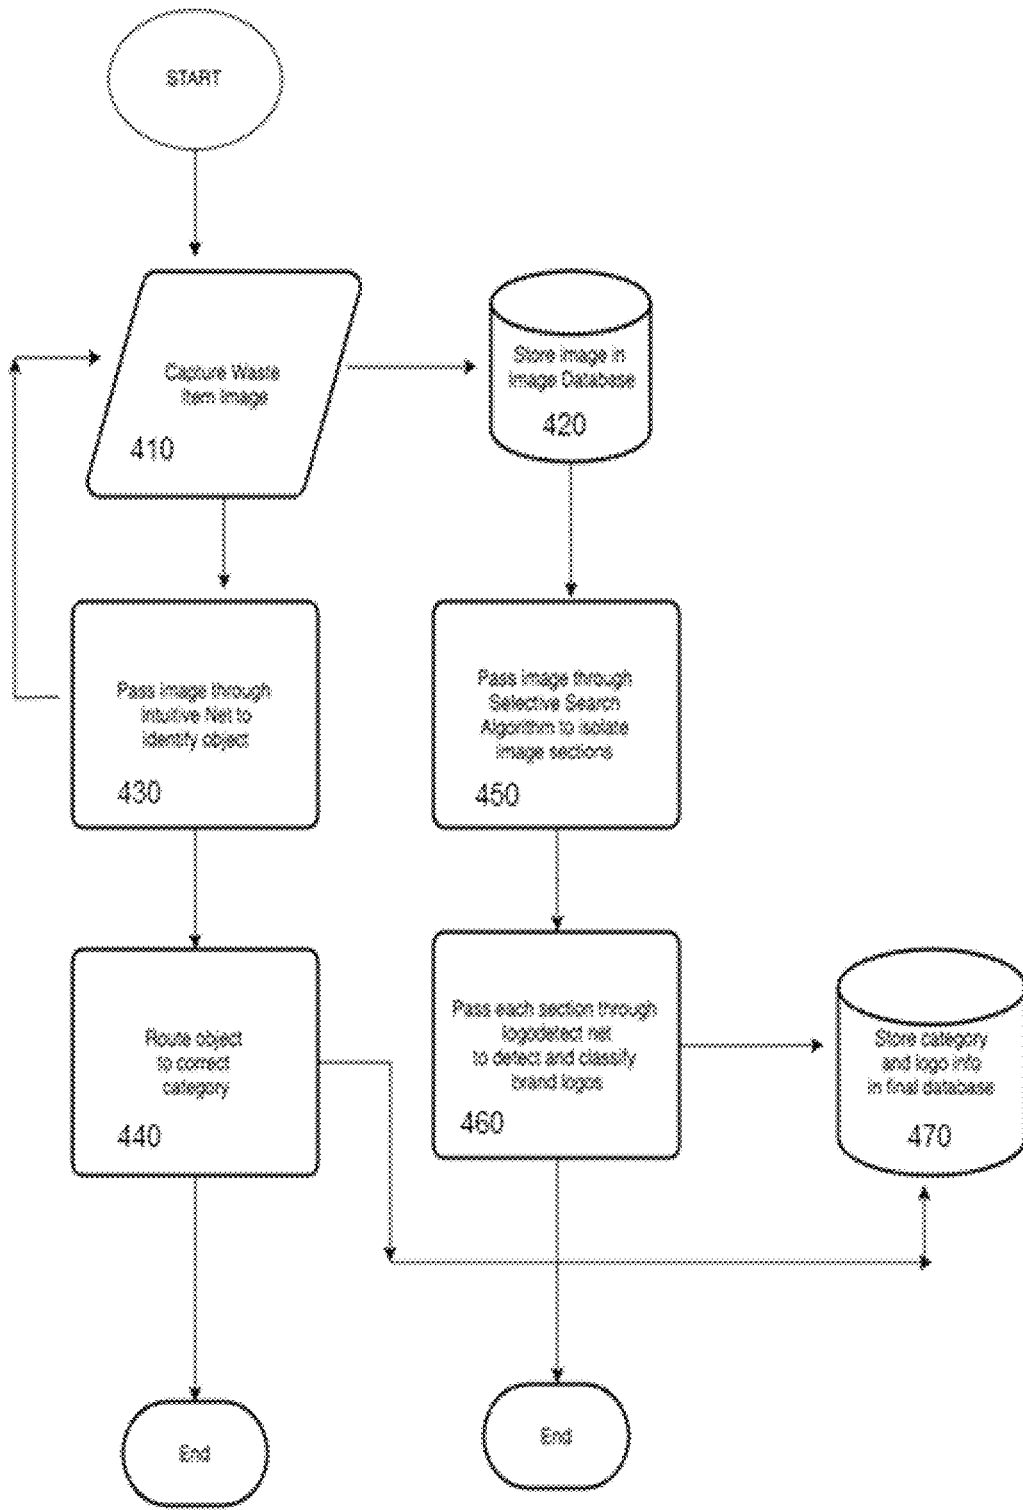 START
Capture Waste
Item Image
410
Store image in
Image Database
420
Pass image through
Intuitive Net to
identify object
430
Pass image through
Selective Search
Algorithm to isolate
image sections
450
Route object
to correct
category
440
Pass each section through
logodetect net
to detect and classify
brand logos
460
Store category
and logo info
in final database
470
End
End